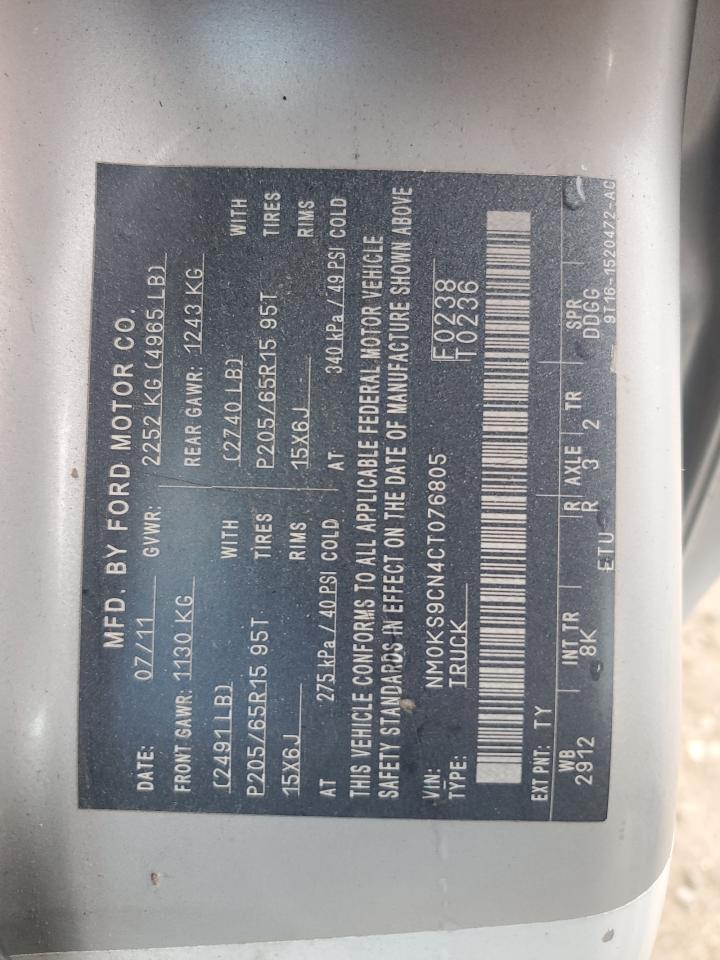 MFD. BY FORD MOTOR CO.
DATE: 07/11 GVWR: 2252 KG (4965 LB)
FRONT GAWR: 1130 KG REAR GAWR: 1243 KG
(2491LB) WITH (2740 LB) WITH
P205/65R15 95T TIRES P205/65R15 95T TIRES
15X6J RIMS 15X6J RIMS
AT 275 kPa / 40 PSI COLD AT 340 kPa / 49 PSI COLD
THIS VEHICLE CONFORMS TO ALL APPLICABLE FEDERAL MOTOR VEHICLE
SAFETY STANDARDS IN EFFECT ON THE DATE OF MANUFACTURE SHOWN ABOVE
VIN: NM0KS9CN4CT076805 F0238
TYPE: TRUCK T0236
EXT PNT: TY
WB INT TR R AXLE TR SPR
2912 8K R 3 2 DDGG
ETU 9T16-1520472-AC